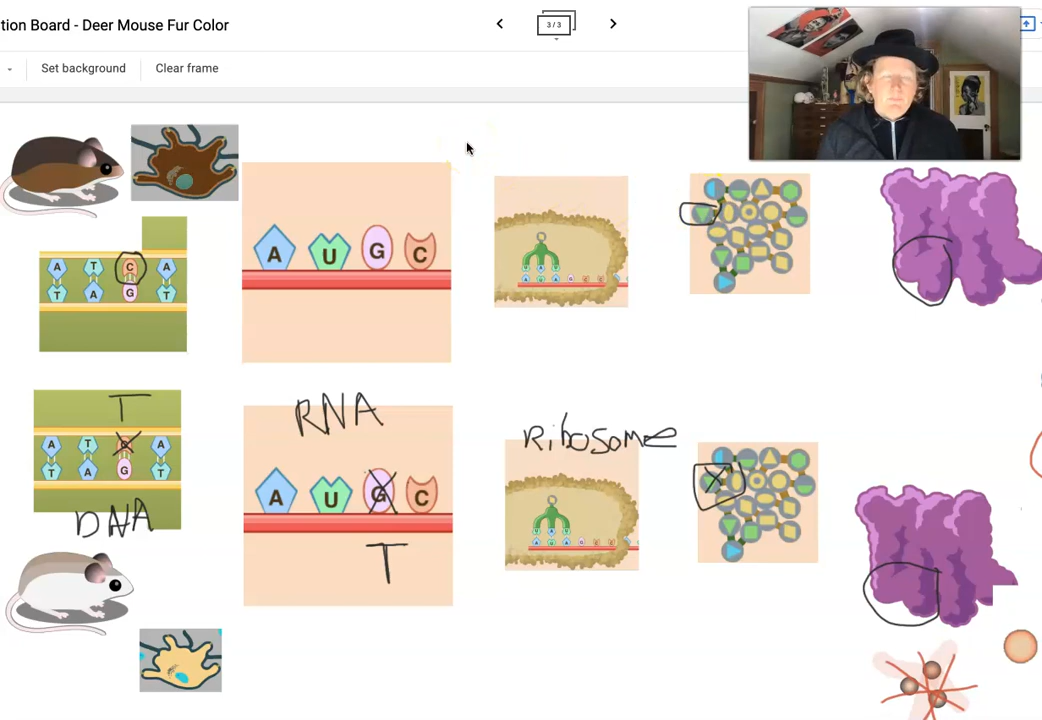 tion Board - Deer Mouse Fur Color
3 / 3
Set background
Clear frame
A T C A
T A G T
A U G C
T
A T C A
T A G T
DNA
RNA
A U G C
T
Ribosome